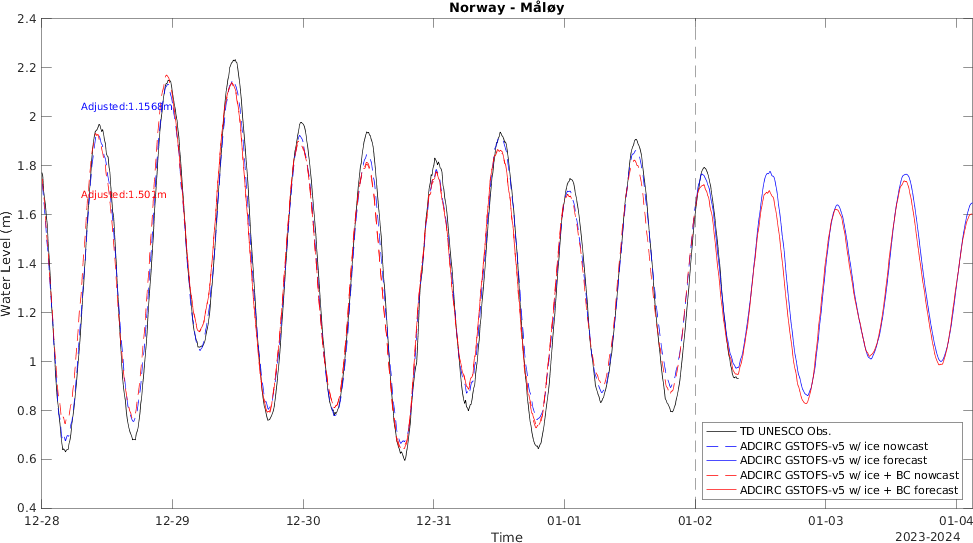 Norway - Måløy
2.4
2.2
2
1.8
1.6
1.4
1.2
1
0.8
0.6
0.4
Water Level (m)
Adjusted:1.1568m
Adjusted:1.501m
TD UNESCO Obs.
ADCIRC GSTOFS-v5 w/ ice nowcast
ADCIRC GSTOFS-v5 w/ ice forecast
ADCIRC GSTOFS-v5 w/ ice + BC nowcast
ADCIRC GSTOFS-v5 w/ ice + BC forecast
12-28 12-29 12-30 12-31 01-01 01-02 01-03 01-04
Time
2023-2024